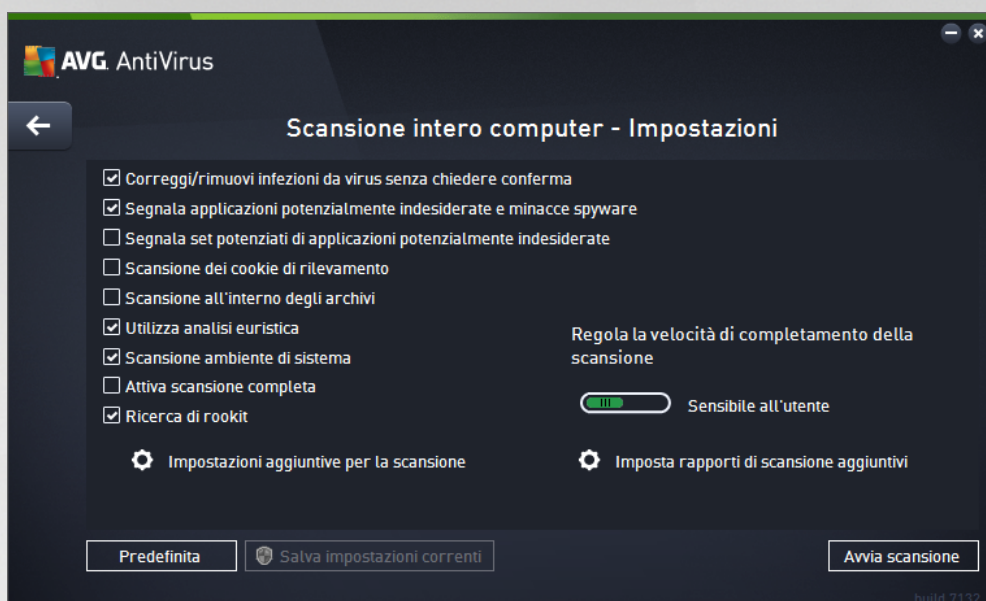 AVG. AntiVirus
Scansione intero computer - Impostazioni
Correggi/rimuovi infezioni da virus senza chiedere conferma
Segnala applicazioni potenzialmente indesiderate e minacce spyware
Segnala set potenziati di applicazioni potenzialmente indesiderate
Scansione dei cookie di rilevamento
Scansione all'interno degli archivi
Utilizza analisi euristica
Scansione ambiente di sistema
Attiva scansione completa
Ricerca di rookit
Regola la velocità di completamento della
scansione
Sensibile all'utente
Impostazioni aggiuntive per la scansione
Imposta rapporti di scansione aggiuntivi
Predefinita
Salva impostazioni correnti
Avvia scansione
build 7132